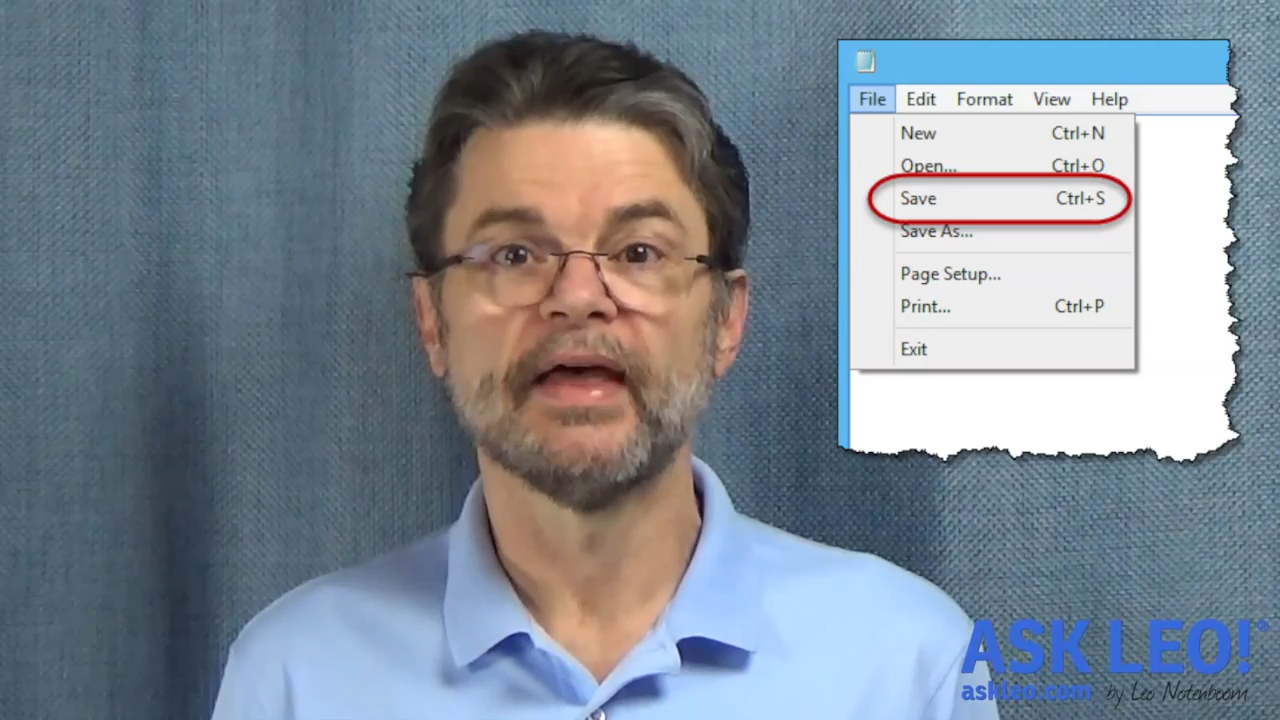 File Edit Format View Help
New Ctrl+N
Open... Ctrl+O
Save Ctrl+S
Save As...
Page Setup...
Print... Ctrl+P
Exit
ASK LEO!®
askleo.com by Leo Notenboom